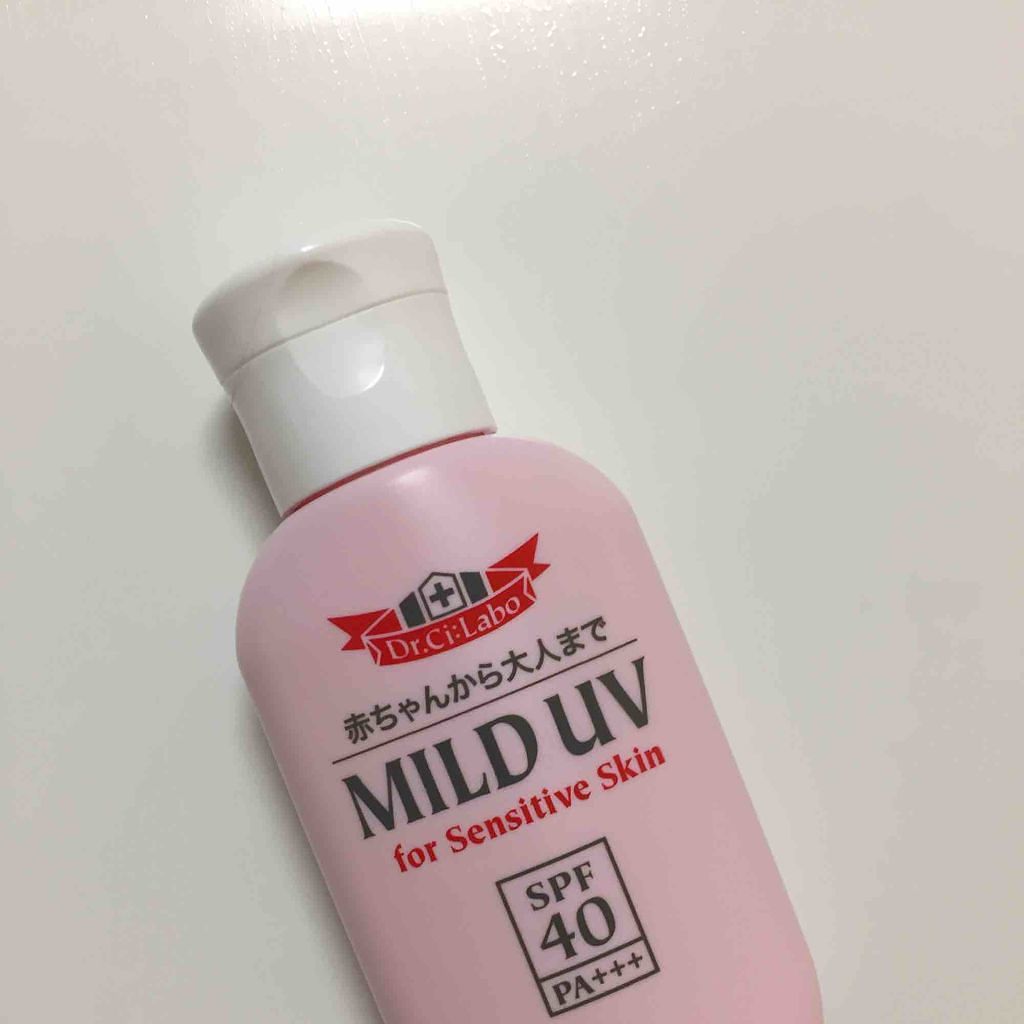 Dr.Ci:Labo
赤ちゃんから大人まで
MILD UV
for Sensitive Skin
SPF
40
PA+++